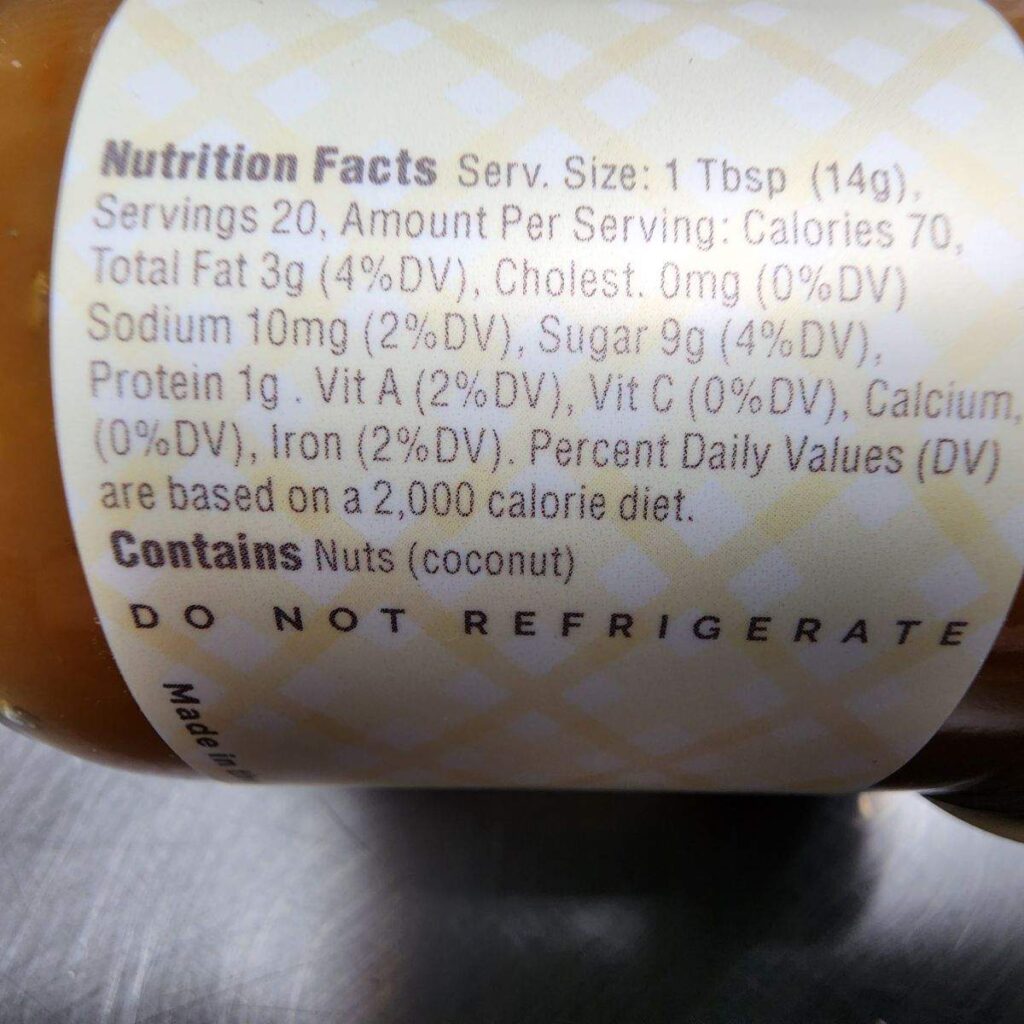 Nutrition Facts Serv. Size: 1 Tbsp (14g),
Servings 20, Amount Per Serving: Calories 70,
Total Fat 3g (4%DV), Cholest. 0mg (0%DV)
Sodium 10mg (2%DV), Sugar 9g (4%DV),
Protein 1g . Vit A (2%DV), Vit C (0%DV), Calcium,
(0%DV), Iron (2%DV). Percent Daily Values (DV)
are based on a 2,000 calorie diet.
Contains Nuts (coconut)
DO NOT REFRIGERATE
Made in